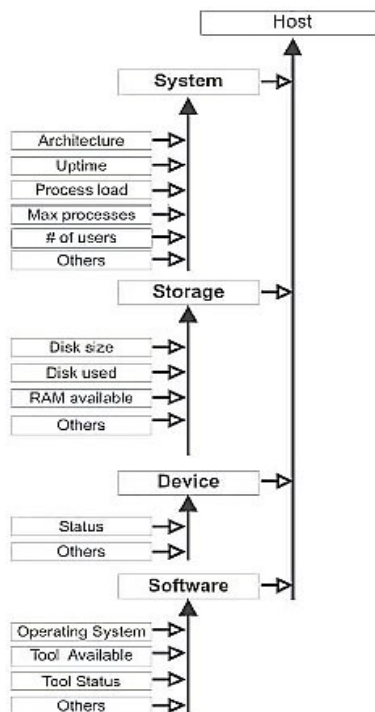 Host
System
Architecture
Uptime
Process load
Max processes
# of users
Others
Storage
Disk size
Disk used
RAM available
Others
Device
Status
Others
Software
Operating System
Tool Available
Tool Status
Others